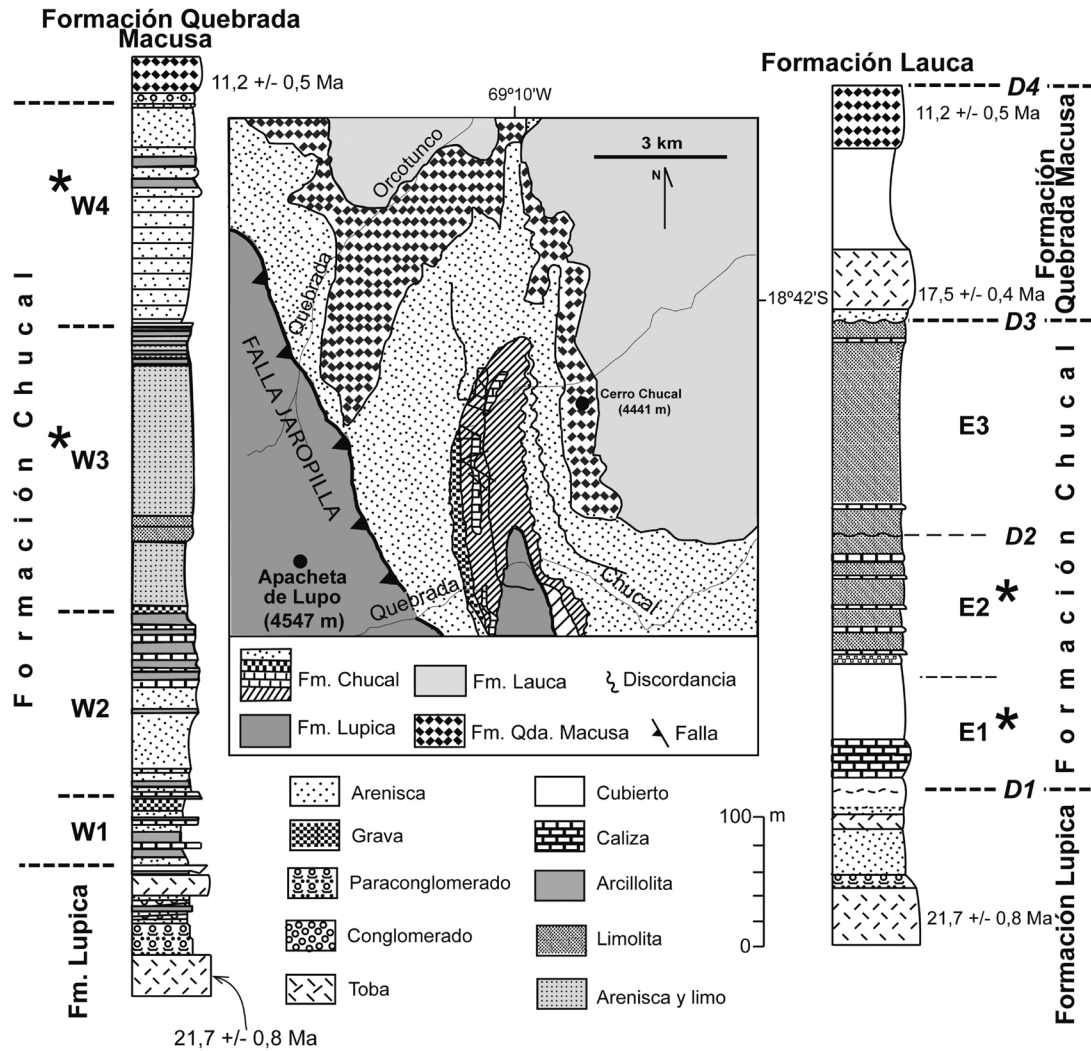 Formación Quebrada
Macusa
11,2 +/- 0,5 Ma
W4
*
W3
*
W2
W1
Formación Chucal
Fm. Lupica
21,7 +/- 0,8 Ma
69º10'W
18º42'S
3 km
N
Orcotunco
Quebrada
FALLA JAROPILLA
Cerro Chucal
(4441 m)
Apacheta
de Lupo
(4547 m)
Quebrada
Chucal
Fm. Chucal
Fm. Lauca
Discordancia
Fm. Lupica
Fm. Qda. Macusa
Falla
Arenisca
Cubierto
Grava
Caliza
Paraconglomerado
Arcillolita
Conglomerado
Limolita
Toba
Arenisca y limo
100 m
0
Formación Lauca
D4
11,2 +/- 0,5 Ma
Formación
Quebrada Macusa
17,5 +/- 0,4 Ma
D3
E3
D2
E2 *
E1 *
D1
Formación Chucal
21,7 +/- 0,8 Ma
Formación Lupica